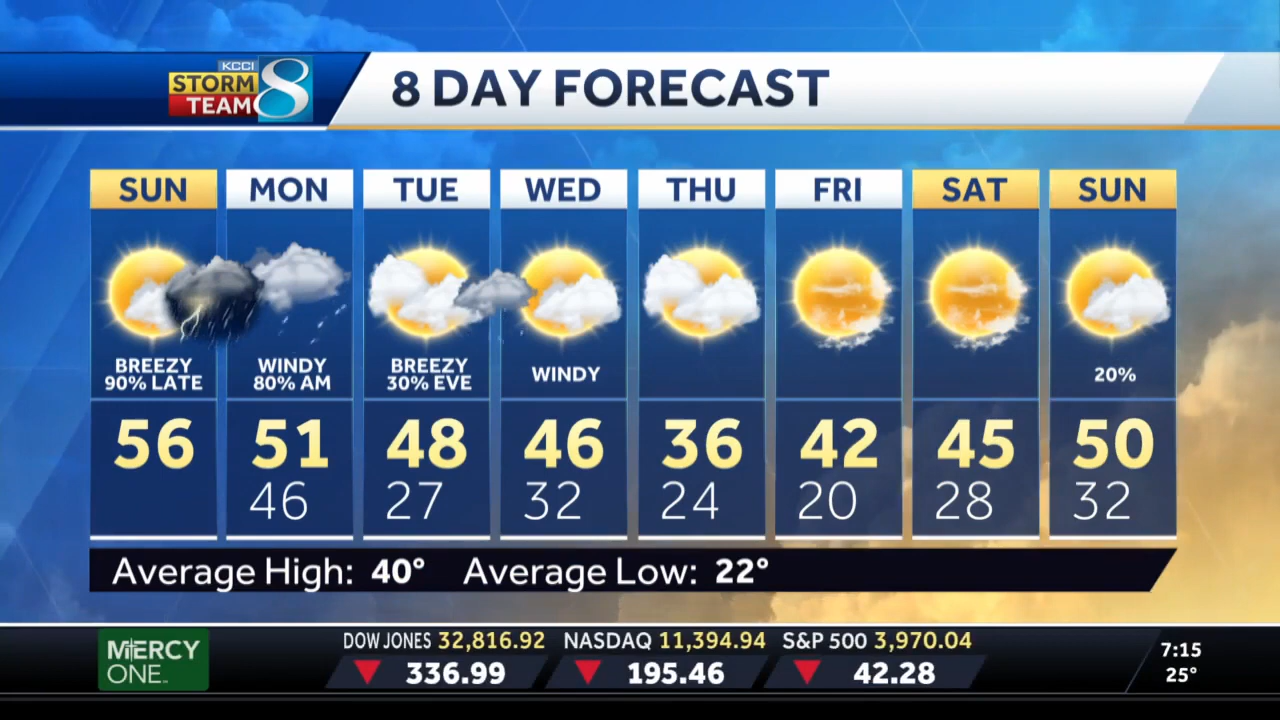 KCCI
STORM
TEAM 8
8 DAY FORECAST
SUN MON TUE WED THU FRI SAT SUN
BREEZY
90% LATE
WINDY
80% AM
BREEZY
30% EVE
WINDY
20%
56 51 48 46 36 42 45 50
46 27 32 24 20 28 32
Average High: 40° Average Low: 22°
MERCY
ONE
DOW JONES 32,816.92 NASDAQ 11,394.94 S&P 500 3,970.04
336.99 195.46 42.28
7:15
25°